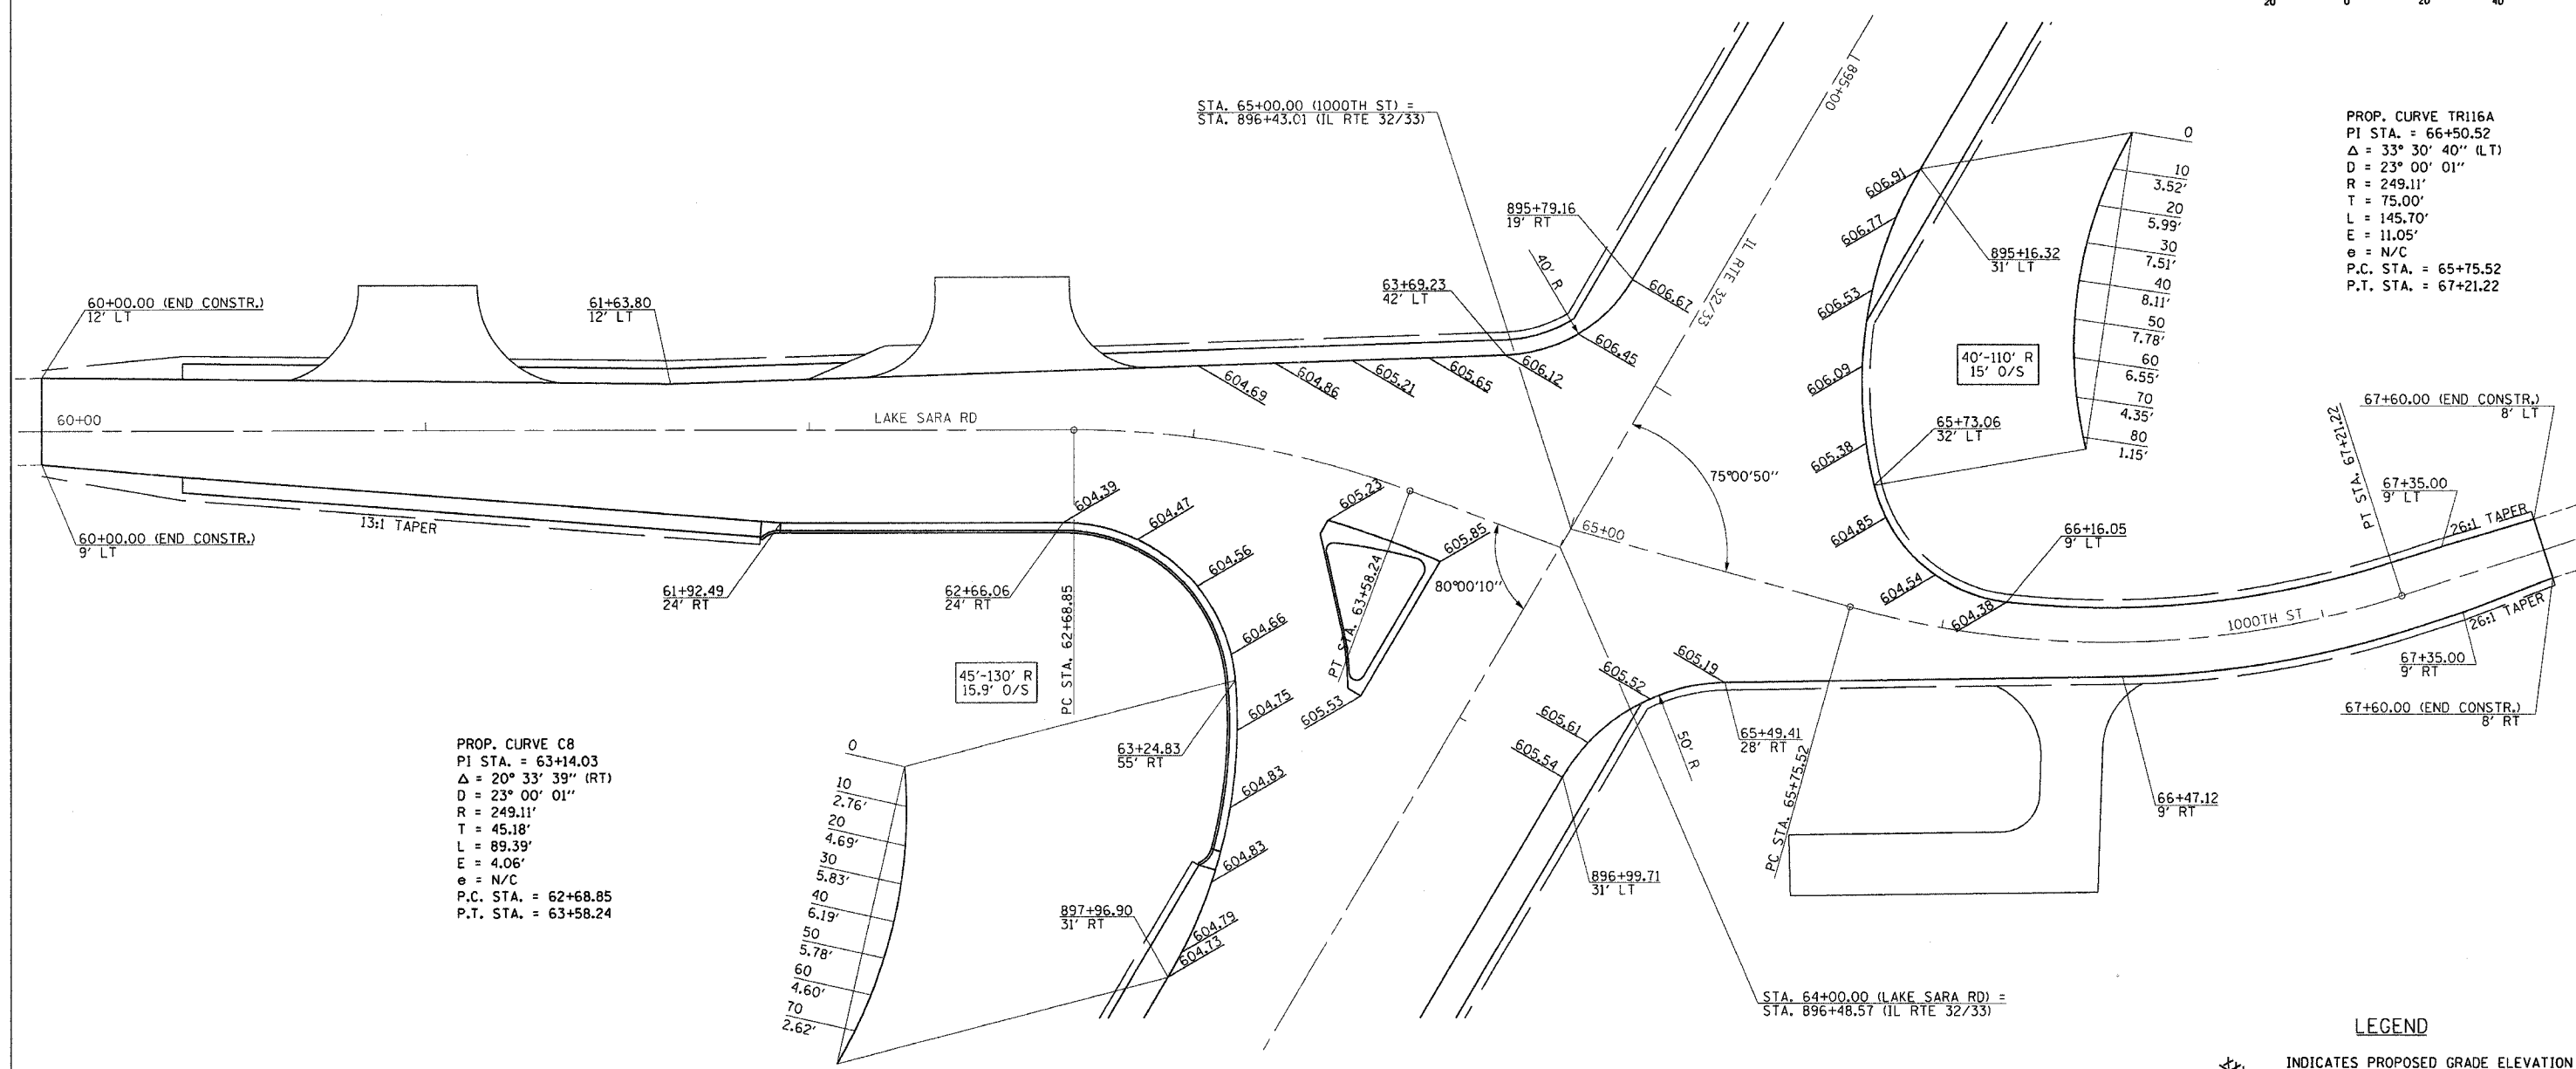 20 0 20 40
STA. 65+00.00 (1000TH ST) =
STA. 896+43.01 (IL RTE 32/33)
895+00
PROP. CURVE TR116A
PI STA. = 66+50.52
Δ = 33° 30' 40" (LT)
D = 23° 00' 01"
R = 249.11'
T = 75.00'
L = 145.70'
E = 11.05'
e = N/C
P.C. STA. = 65+75.52
P.T. STA. = 67+21.22
0
10
3.52'
20
5.99'
30
7.51'
40
8.11'
50
7.78'
60
6.55'
70
4.35'
80
1.15'
40'-110' R
15' O/S
606.91
606.77
606.53
606.09
605.38
604.85
604.54
604.38
895+16.32
31' LT
895+79.16
19' RT
40' R
IL RTE 32/33
606.67
606.45
63+69.23
42' LT
606.12
605.65
605.21
604.86
604.69
60+00.00 (END CONSTR.)
12' LT
61+63.80
12' LT
60+00
LAKE SARA RD
13:1 TAPER
60+00.00 (END CONSTR.)
9' LT
61+92.49
24' RT
62+66.06
24' RT
PC STA. 62+68.85
604.39
604.47
604.56
604.66
604.75
604.83
604.83
604.79
604.73
605.23
605.85
605.53
PT STA. 63+58.24
80°00'10"
75°00'50"
65+00
65+73.06
32' LT
66+16.05
9' LT
67+60.00 (END CONSTR.)
8' LT
PT STA. 67+21.22
67+35.00
9' LT
26:1 TAPER
1000TH ST
26:1 TAPER
67+35.00
9' RT
67+60.00 (END CONSTR.)
8' RT
605.19
605.52
605.61
605.54
50' R
65+49.41
28' RT
PC STA. 65+75.52
66+47.12
9' RT
896+99.71
31' LT
45'-130' R
15.9' O/S
63+24.83
55' RT
897+96.90
31' RT
PROP. CURVE C8
PI STA. = 63+14.03
Δ = 20° 33' 39" (RT)
D = 23° 00' 01"
R = 249.11'
T = 45.18'
L = 89.39'
E = 4.06'
e = N/C
P.C. STA. = 62+68.85
P.T. STA. = 63+58.24
0
10
2.76'
20
4.69'
30
5.83'
40
6.19'
50
5.78'
60
4.60'
70
2.62'
STA. 64+00.00 (LAKE SARA RD) =
STA. 896+48.57 (IL RTE 32/33)
LEGEND
INDICATES PROPOSED GRADE ELEVATION